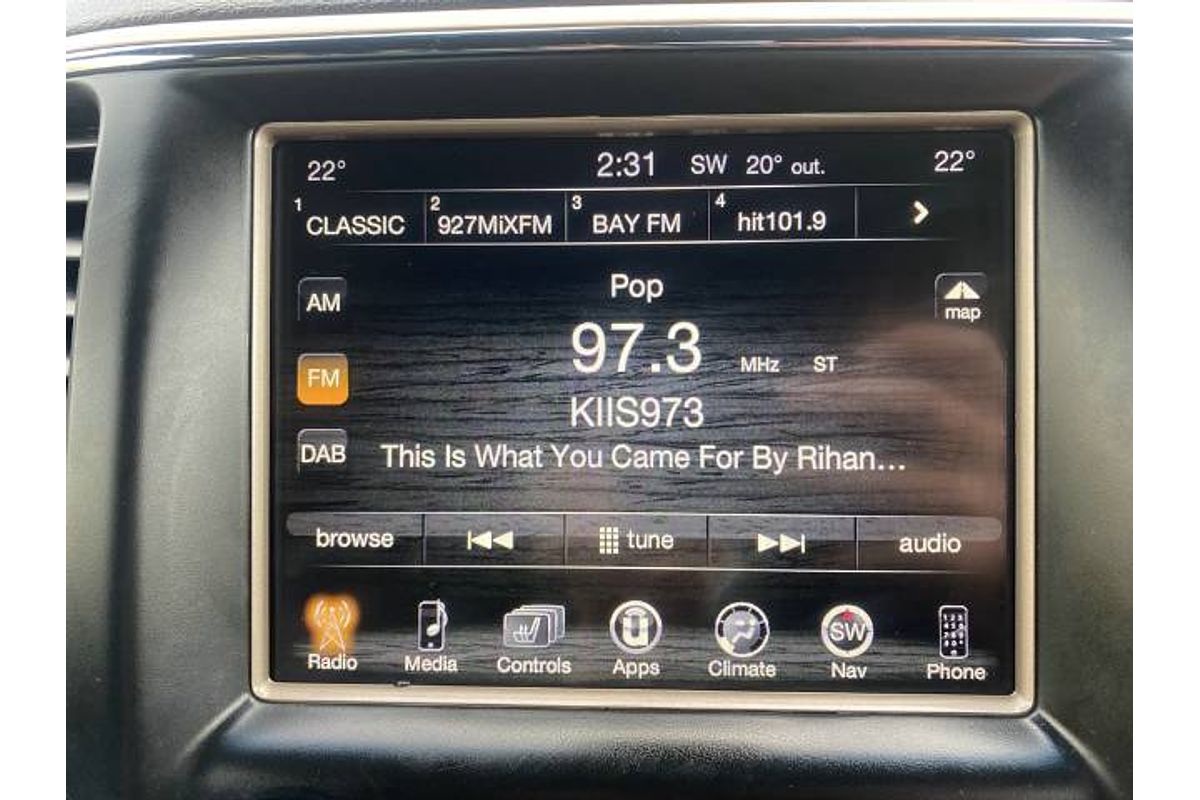 22° 2:31 SW 20° out. 22°
1 CLASSIC 2 927MiXFM 3 BAY FM 4 hit101.9
Pop
AM
map
97.3 MHz ST
FM
KIIS973
DAB This Is What You Came For By Rihan...
browse tune audio
SW
Radio Media Controls Apps Climate Nav Phone